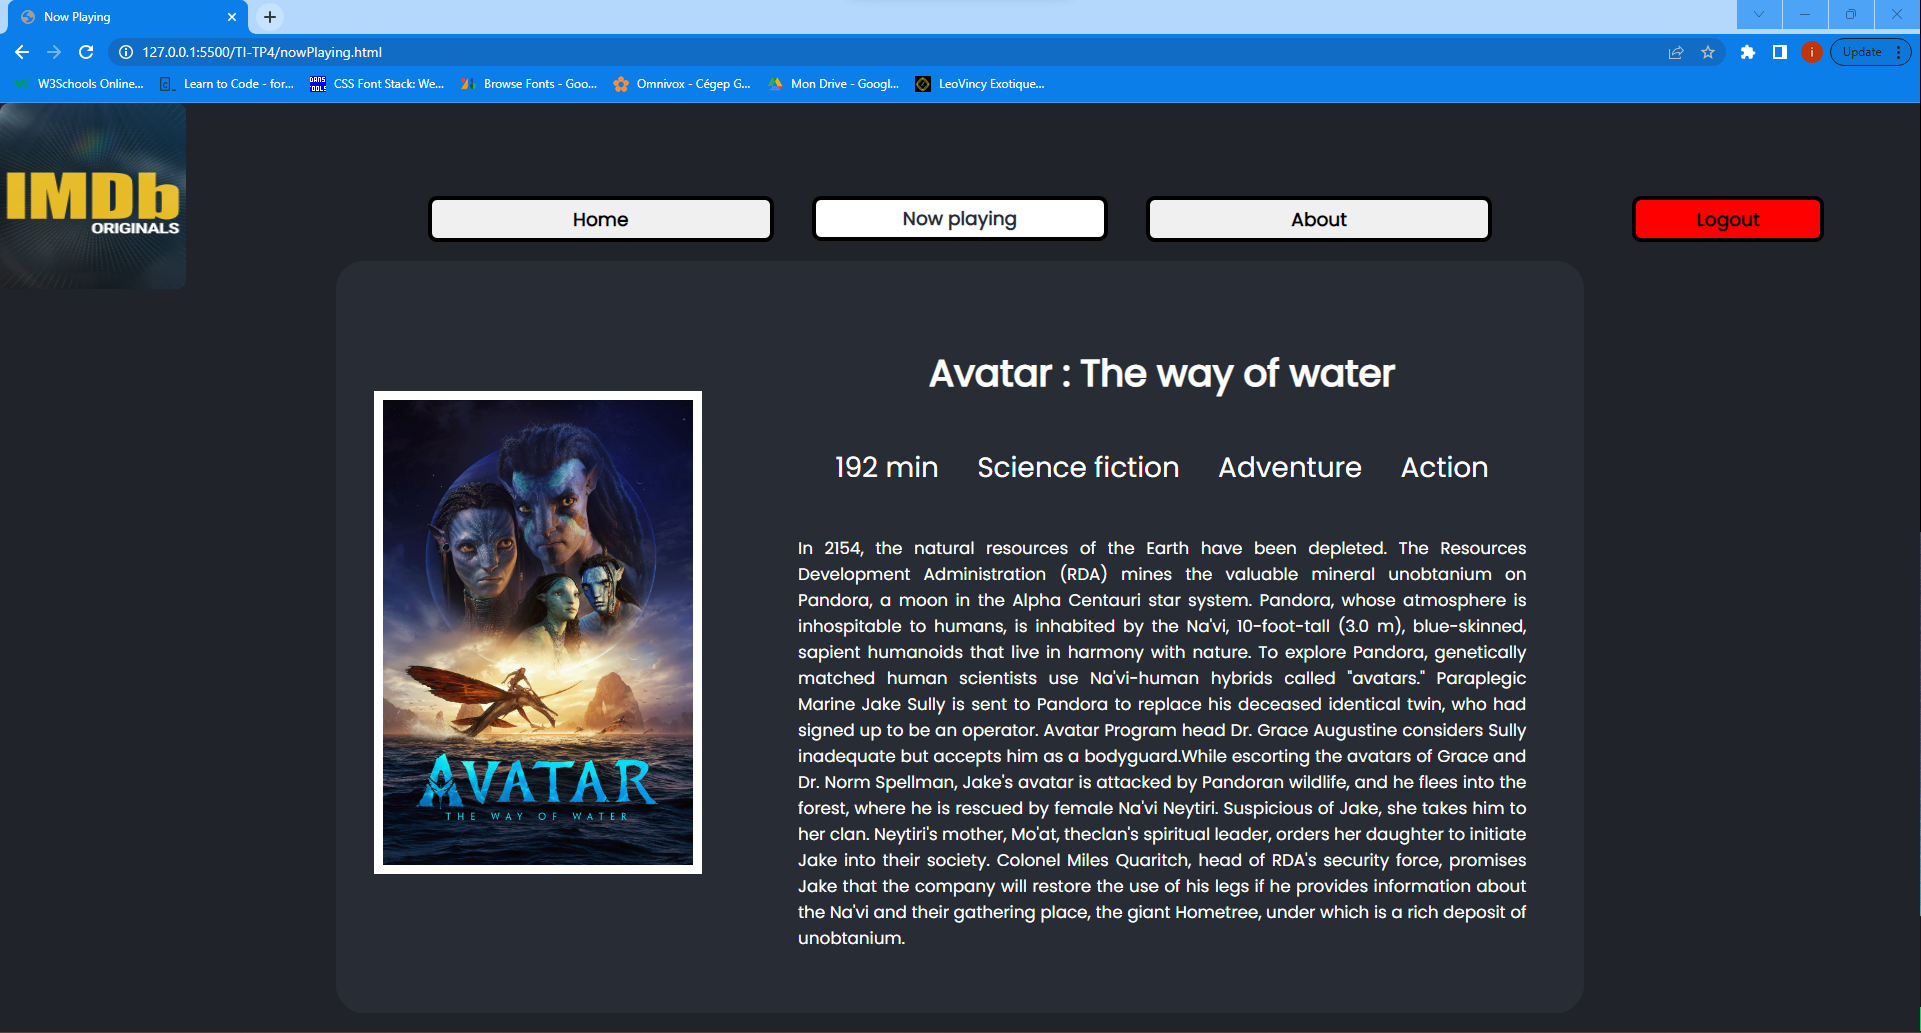 Now Playing
127.0.0.1:5500/TI-TP4/nowPlaying.html
i
Update
W3Schools Online...
Learn to Code - for...
CSS Font Stack: We...
Browse Fonts - Goo...
Omnivox - Cégep G...
Mon Drive - Googl...
LeoVincy Exotique...
IMDb
ORIGINALS
Home
Now playing
About
Logout
Avatar : The way of water
192 min Science fiction Adventure Action
In 2154, the natural resources of the Earth have been depleted. The Resources
Development Administration (RDA) mines the valuable mineral unobtanium on
Pandora, a moon in the Alpha Centauri star system. Pandora, whose atmosphere is
inhospitable to humans, is inhabited by the Na'vi, 10-foot-tall (3.0 m), blue-skinned,
sapient humanoids that live in harmony with nature. To explore Pandora, genetically
matched human scientists use Na'vi-human hybrids called "avatars." Paraplegic
Marine Jake Sully is sent to Pandora to replace his deceased identical twin, who had
signed up to be an operator. Avatar Program head Dr. Grace Augustine considers Sully
inadequate but accepts him as a bodyguard.While escorting the avatars of Grace and
Dr. Norm Spellman, Jake's avatar is attacked by Pandoran wildlife, and he flees into the
forest, where he is rescued by female Na'vi Neytiri. Suspicious of Jake, she takes him to
her clan. Neytiri's mother, Mo'at, theclan's spiritual leader, orders her daughter to initiate
Jake into their society. Colonel Miles Quaritch, head of RDA's security force, promises
Jake that the company will restore the use of his legs if he provides information about
the Na'vi and their gathering place, the giant Hometree, under which is a rich deposit of
unobtanium.
AVATAR
THE WAY OF WATER